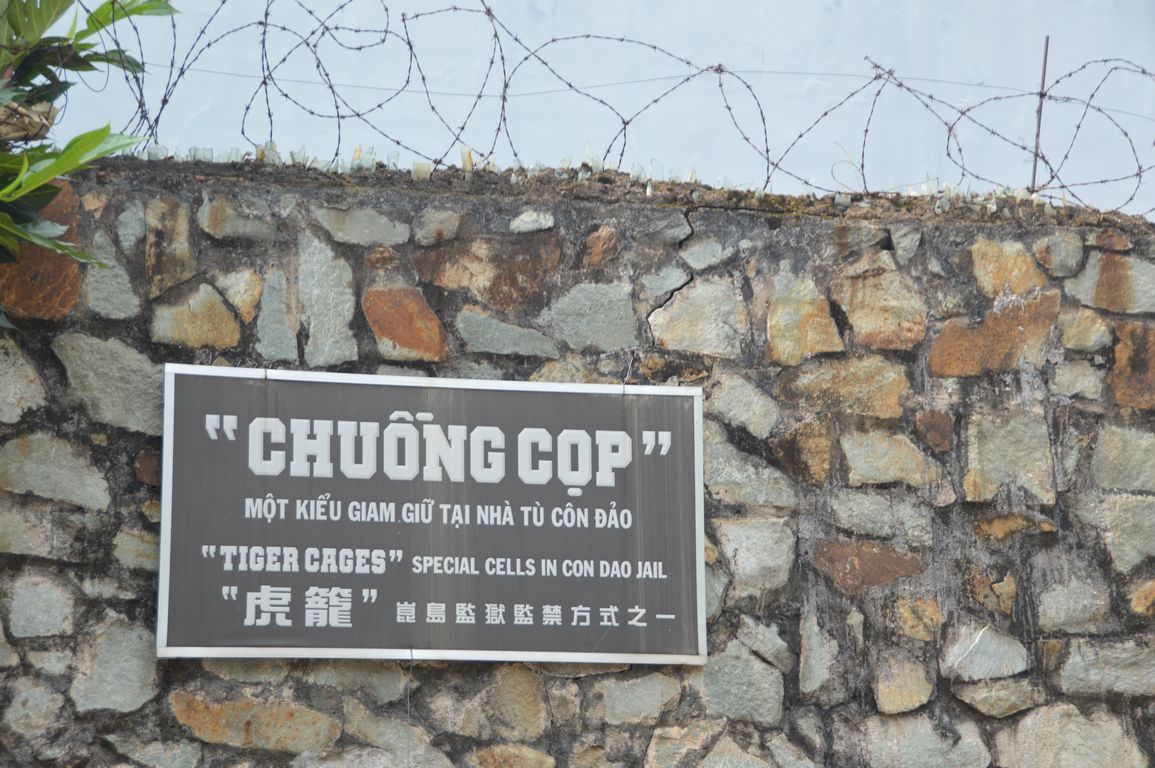 “CHUỒNG CỌP”
MỘT KIỂU GIAM GIỮ TẠI NHÀ TÙ CÔN ĐẢO
“TIGER CAGES” SPECIAL CELLS IN CON DAO JAIL
“虎籠” 崑島監獄監禁方式之一